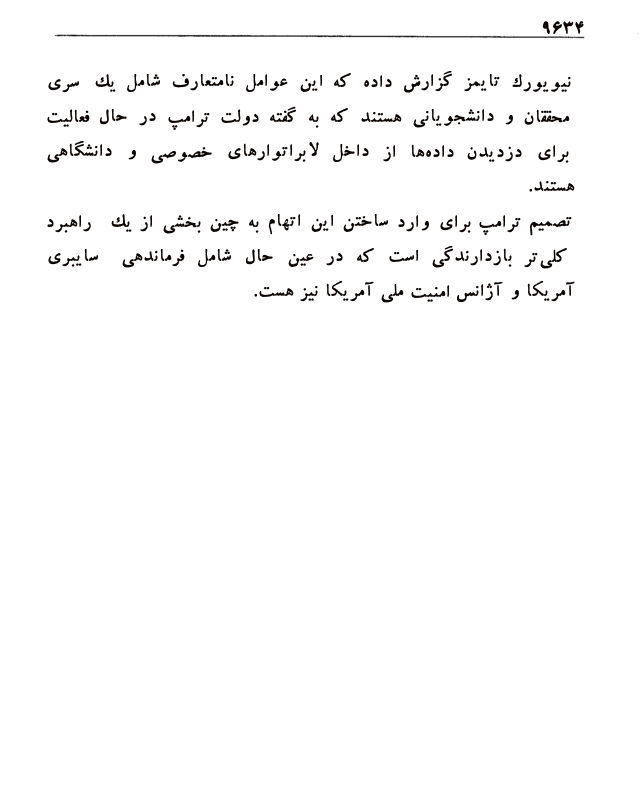 ۹۶۳۴
نیویورك تایمز گزارش داده که این عوامل نامتعارف شامل یك سری
محققان و دانشجویانی هستند که به گفته دولت ترامپ در حال فعالیت
برای دزدیدن داده‌ها از داخل لابراتوارهای خصوصی و دانشگاهی
هستند.
تصمیم ترامپ برای وارد ساختن این اتهام به چین بخشی از یك راهبرد
کلی‌تر بازدارندگی است که در عین حال شامل فرماندهی سایبری
آمریکا و آژانس امنیت ملی آمریکا نیز هست.